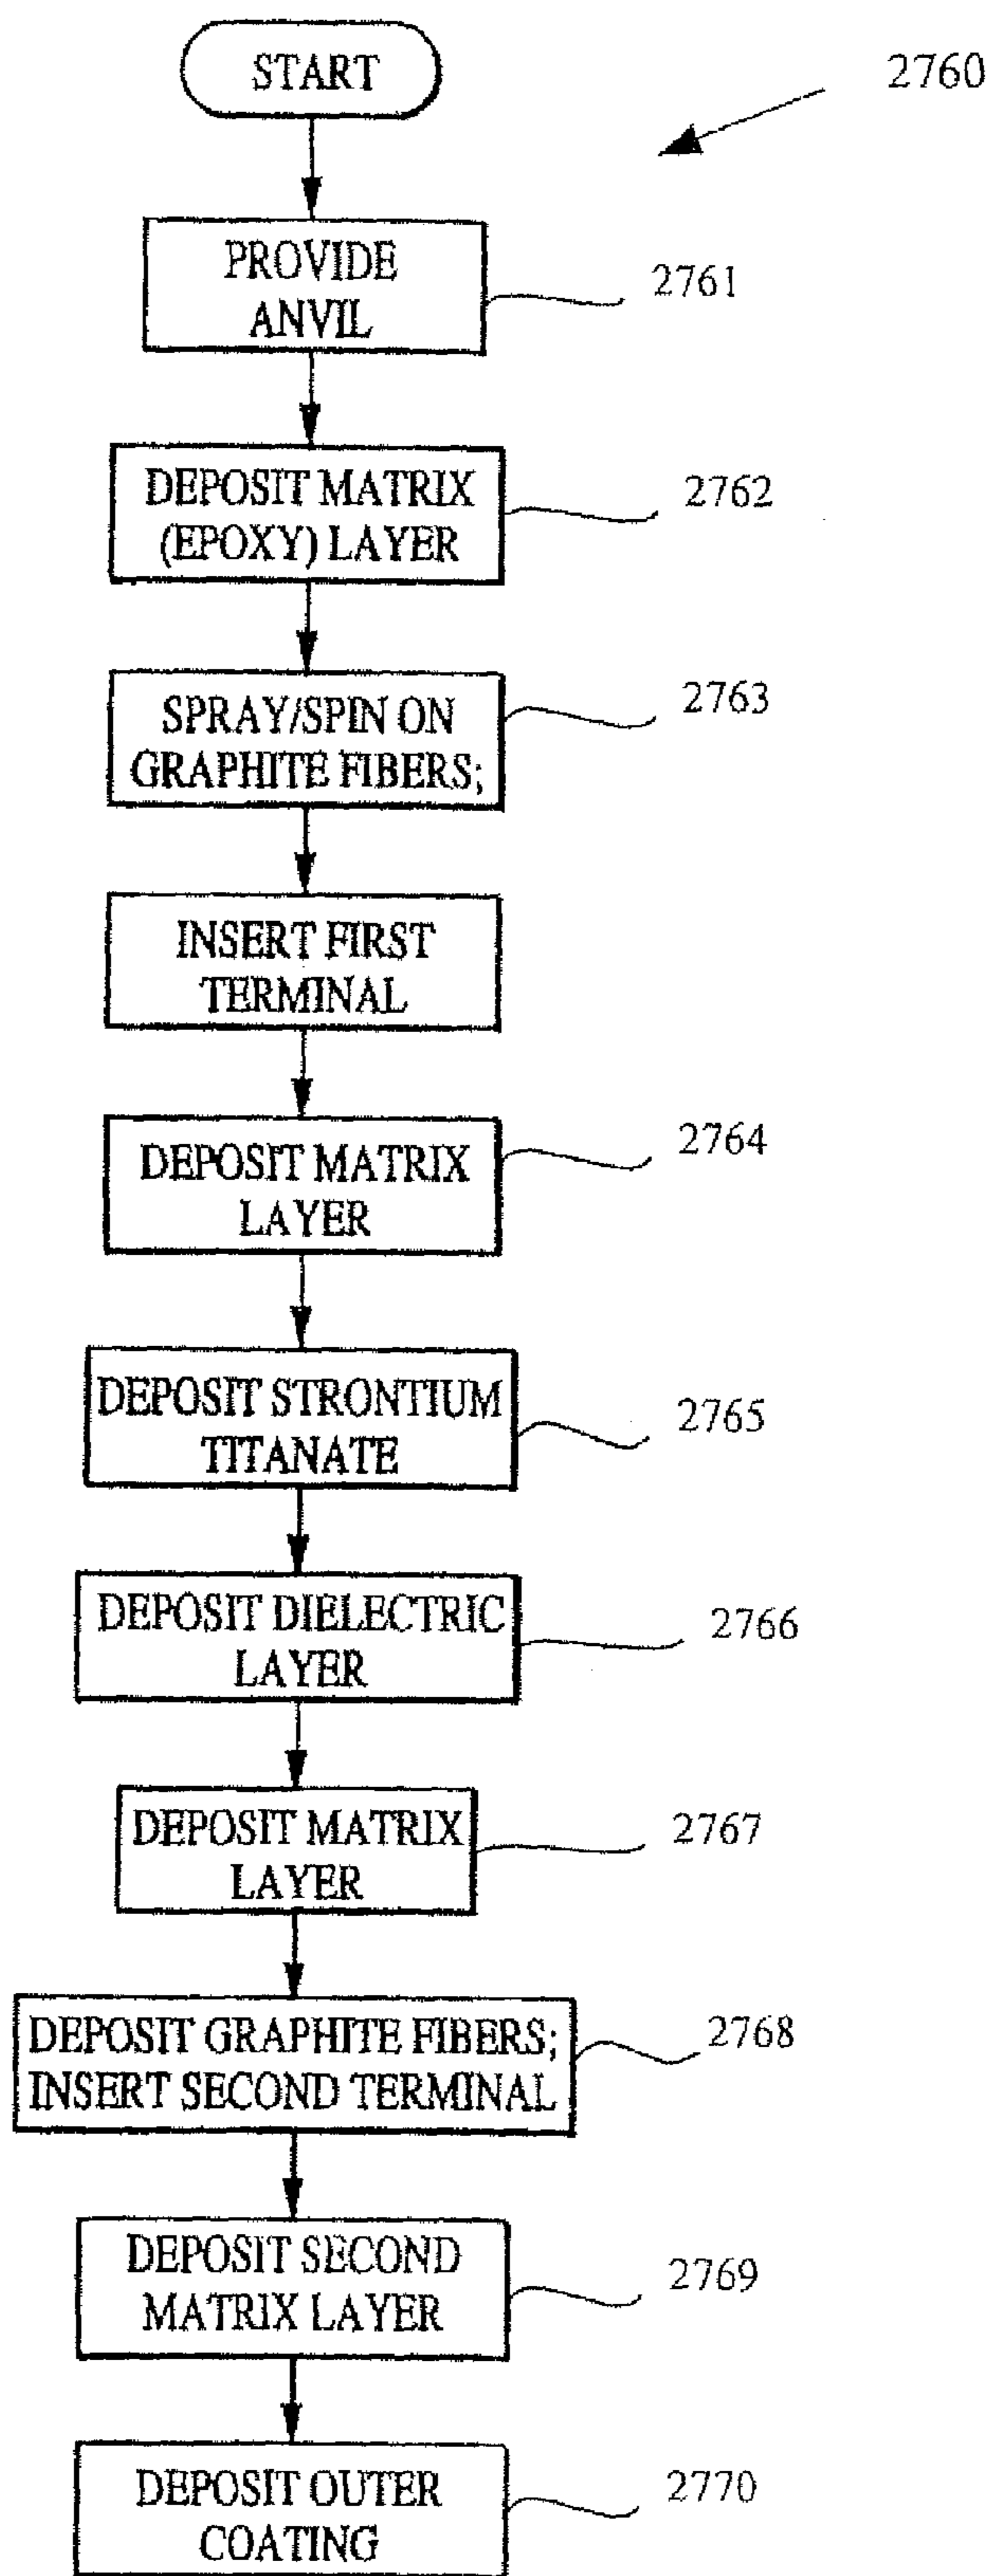 START
2760
PROVIDE
ANVIL
2761
DEPOSIT MATRIX
(EPOXY) LAYER
2762
SPRAY/SPIN ON
GRAPHITE FIBERS;
2763
INSERT FIRST
TERMINAL
DEPOSIT MATRIX
LAYER
2764
DEPOSIT STRONTIUM
TITANATE
2765
DEPOSIT DIELECTRIC
LAYER
2766
DEPOSIT MATRIX
LAYER
2767
DEPOSIT GRAPHITE FIBERS;
INSERT SECOND TERMINAL
2768
DEPOSIT SECOND
MATRIX LAYER
2769
DEPOSIT OUTER
COATING
2770